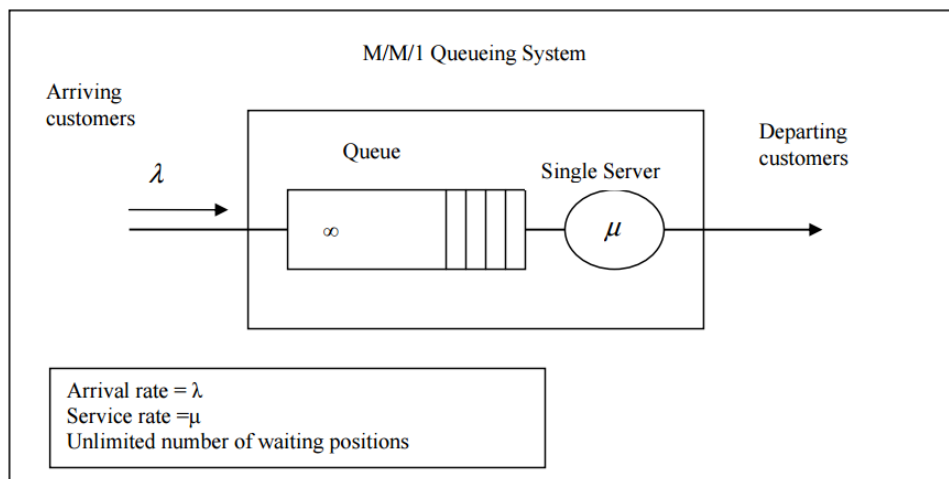 M/M/1 Queueing System
Arriving
customers
λ
Queue
∞
Single Server
μ
Departing
customers
Arrival rate = λ
Service rate =μ
Unlimited number of waiting positions